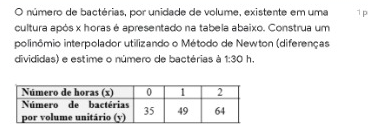 O número de bactérias, por unidade de volume, existente em uma
1 p
cultura após x horas é apresentado na tabela abaixo. Construa um
polinômio interpolador utilizando o Método de Newton (diferenças
divididas) e estime o número de bactérias à 1:30 h.
Número de horas (x) 0 1 2
Número de bactérias
por volume unitário (y) 35 49 64